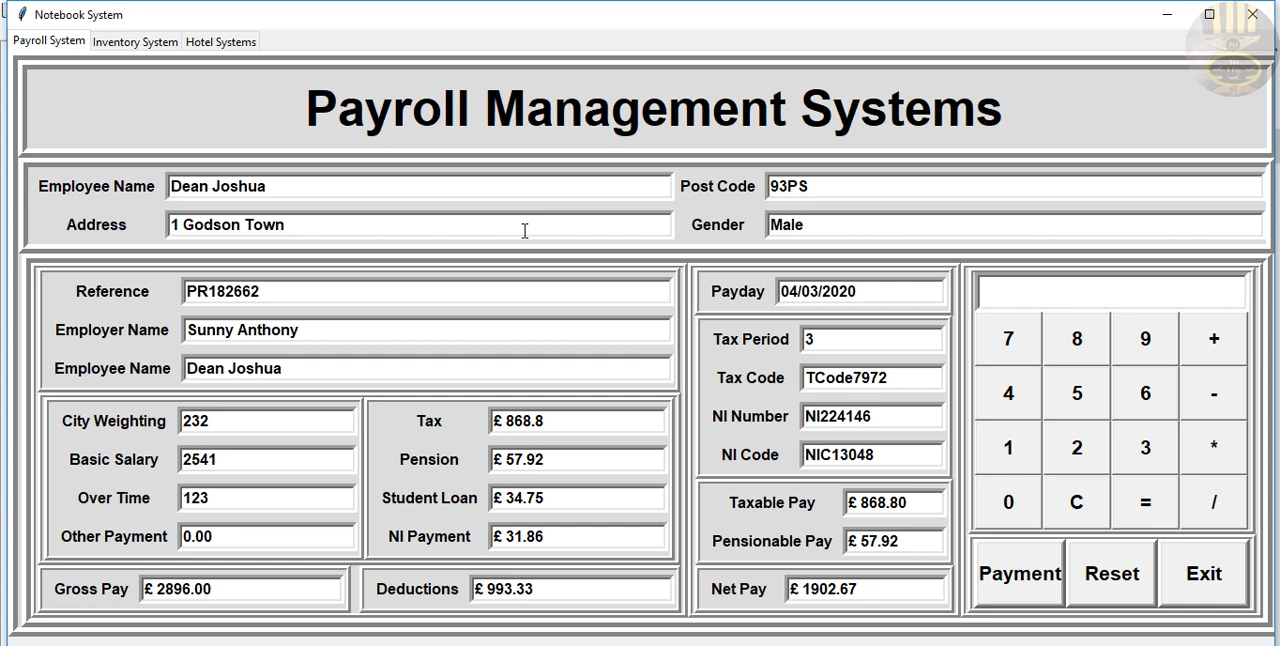 Notebook System
Payroll System Inventory System Hotel Systems
Payroll Management Systems
Employee Name Dean Joshua Post Code 93PS
Address 1 Godson Town Gender Male
Reference PR182662
Employer Name Sunny Anthony
Employee Name Dean Joshua
City Weighting 232
Basic Salary 2541
Over Time 123
Other Payment 0.00
Tax £ 868.8
Pension £ 57.92
Student Loan £ 34.75
NI Payment £ 31.86
Gross Pay £ 2896.00
Deductions £ 993.33
Payday 04/03/2020
Tax Period 3
Tax Code TCode7972
NI Number NI224146
NI Code NIC13048
Taxable Pay £ 868.80
Pensionable Pay £ 57.92
Net Pay £ 1902.67
7 8 9 +
4 5 6 -
1 2 3 *
0 C = /
Payment Reset Exit